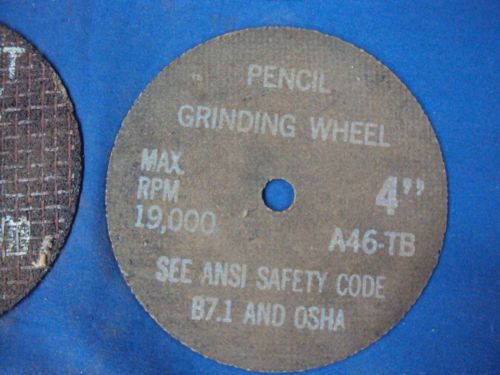 PENCIL
GRINDING WHEEL
MAX.
RPM
19,000
4"
A46-TB
SEE ANSI SAFETY CODE
B7.1 AND OSHA